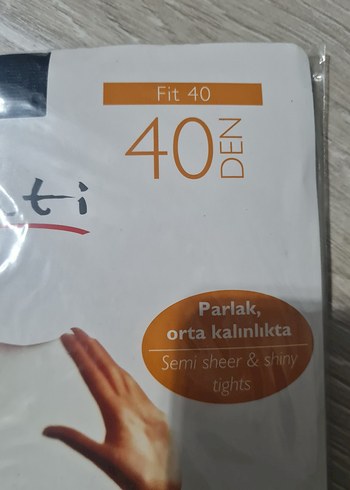 Fit 40
40 DEN
Parlak,
orta kalınlıkta
Semi sheer & shiny
tights